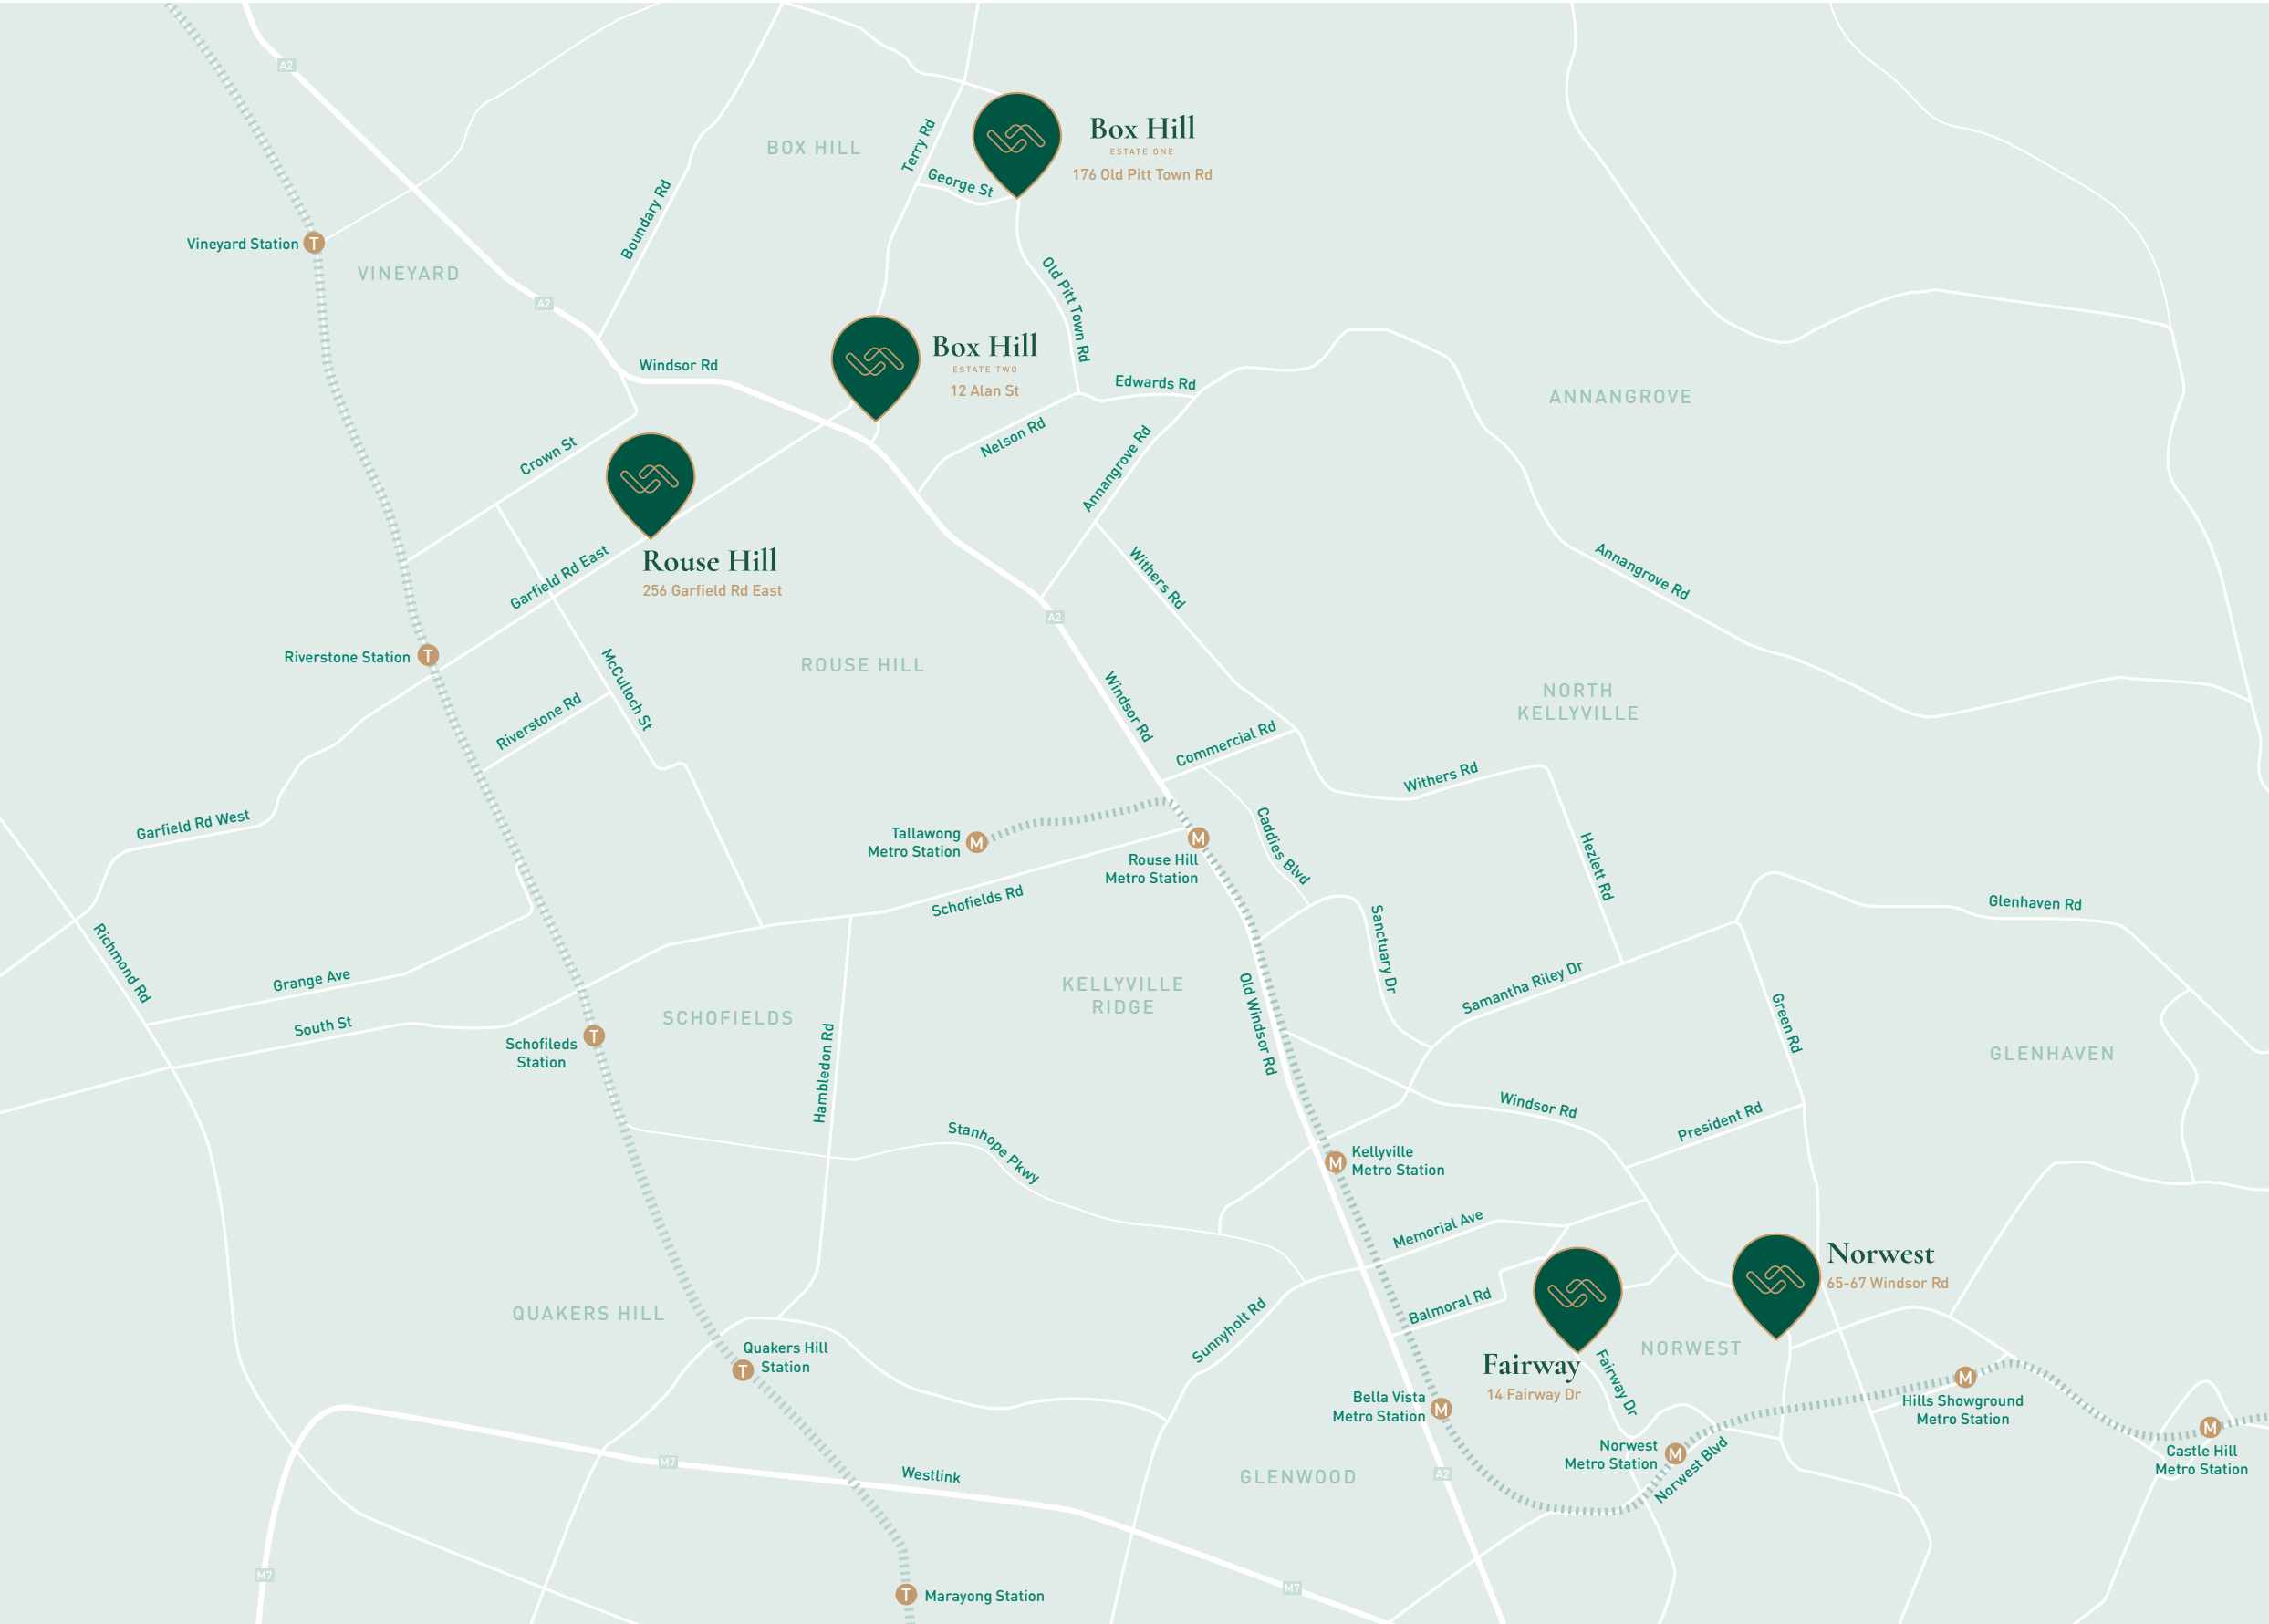 A2
BOX HILL
Terry Rd
George St
Box Hill
ESTATE ONE
176 Old Pitt Town Rd
Boundary Rd
Vineyard Station
T
VINEYARD
A2
Old Pitt Town Rd
Windsor Rd
Box Hill
ESTATE TWO
12 Alan St
Edwards Rd
ANNANGROVE
Nelson Rd
Crown St
Annangrove Rd
Rouse Hill
256 Garfield Rd East
Garfield Rd East
Withers Rd
Annangrove Rd
A2
Riverstone Station
T
ROUSE HILL
McCulloch St
Riverstone Rd
Windsor Rd
NORTH
KELLYVILLE
Commercial Rd
Withers Rd
Garfield Rd West
Tallawong
Metro Station
M
M
Rouse Hill
Metro Station
Caddies Blvd
Hezlett Rd
Schofields Rd
Glenhaven Rd
Richmond Rd
Grange Ave
South St
Sanctuary Dr
Samantha Riley Dr
KELLYVILLE
RIDGE
Old Windsor Rd
SCHOFIELDS
Schofileds
Station
T
Hambledon Rd
Green Rd
GLENHAVEN
Windsor Rd
President Rd
Stanhope Pkwy
M
Kellyville
Metro Station
Memorial Ave
Norwest
65-67 Windsor Rd
Balmoral Rd
QUAKERS HILL
Quakers Hill
Station
T
Sunnyholt Rd
Fairway
14 Fairway Dr
Fairway Dr
NORWEST
Bella Vista
Metro Station
M
M
Hills Showground
Metro Station
Norwest
Metro Station
M
Norwest Blvd
M
Castle Hill
Metro Station
M7
Westlink
GLENWOOD
A2
M7
M7
T
Marayong Station